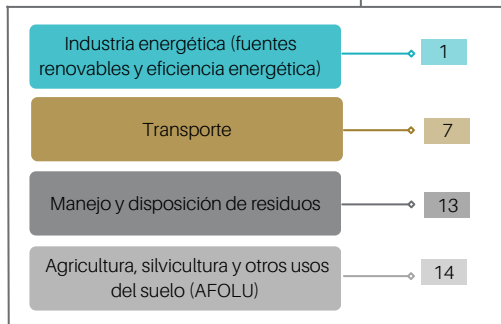 Industria energética (fuentes
renovables y eficiencia energética)
1
Transporte
7
Manejo y disposición de residuos
13
Agricultura, silvicultura y otros usos
del suelo (AFOLU)
14